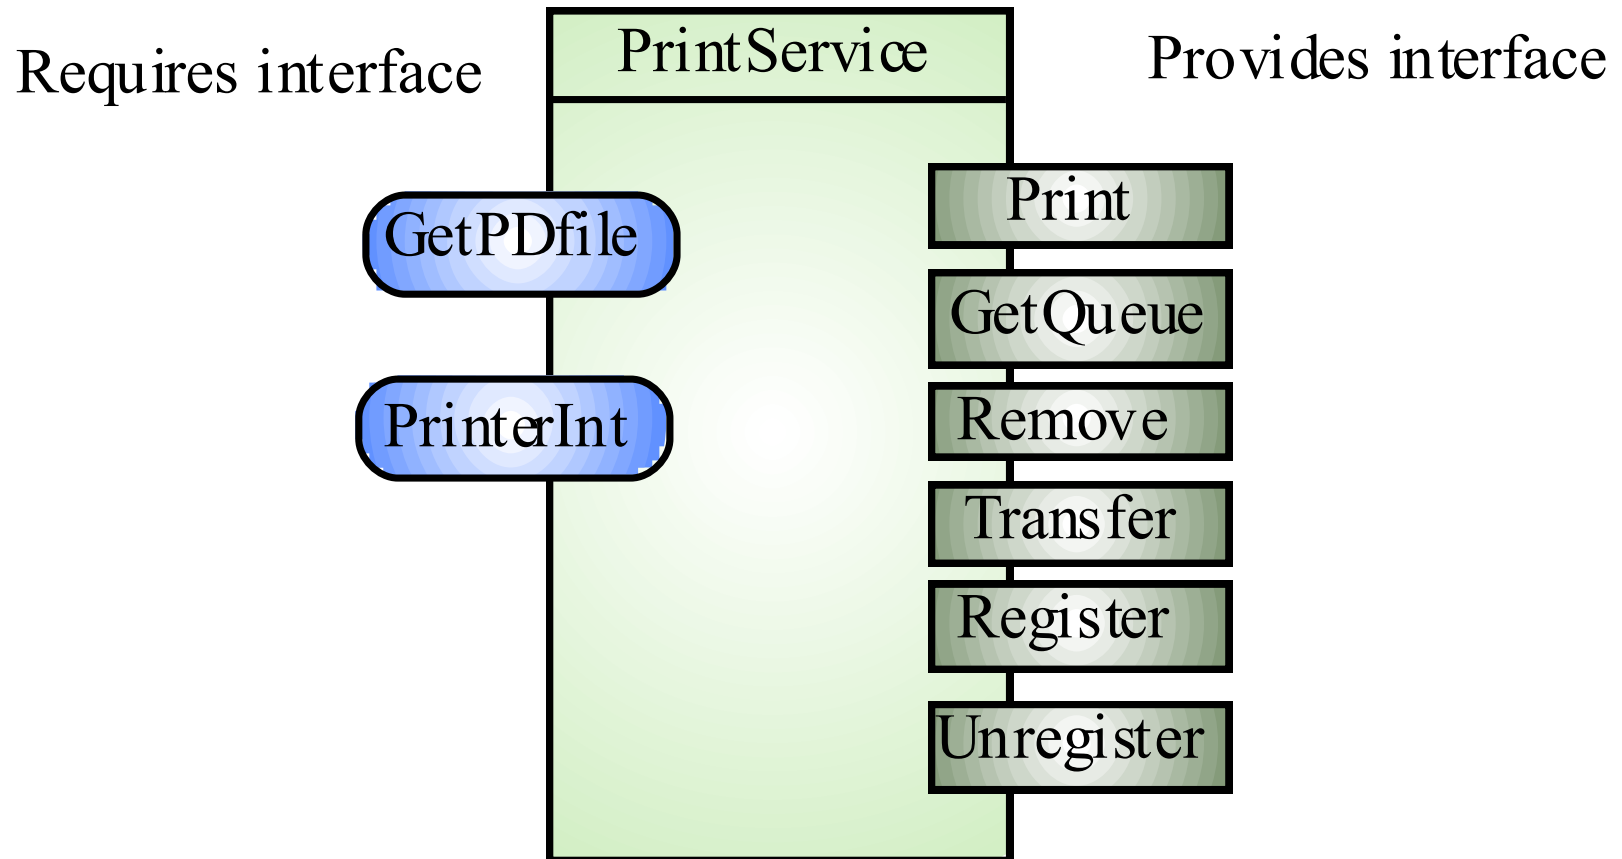 Requires interface
PrintService
Provides interface
GetPDfile
PrinterInt
Print
GetQueue
Remove
Transfer
Register
Unregister